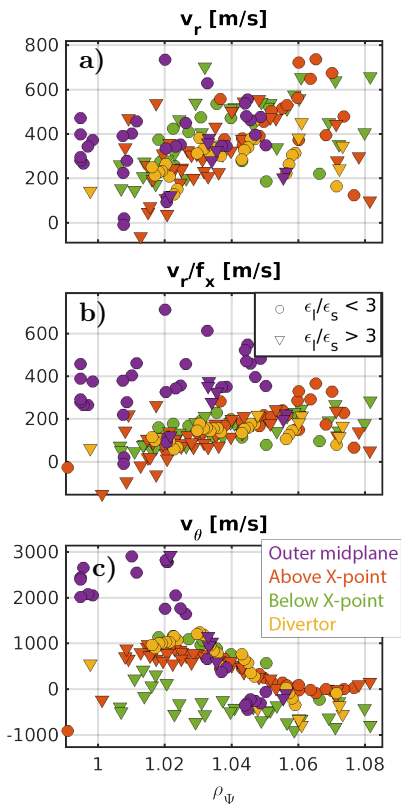 v_r [m/s]
a)
800
600
400
200
0
v_r/f_x [m/s]
b)
ϵ_l/ϵ_s < 3
ϵ_l/ϵ_s > 3
600
400
200
0
v_θ [m/s]
c)
Outer midplane
Above X-point
Below X-point
Divertor
3000
2000
1000
0
-1000
1 1.02 1.04 1.06 1.08
ρ_Ψ